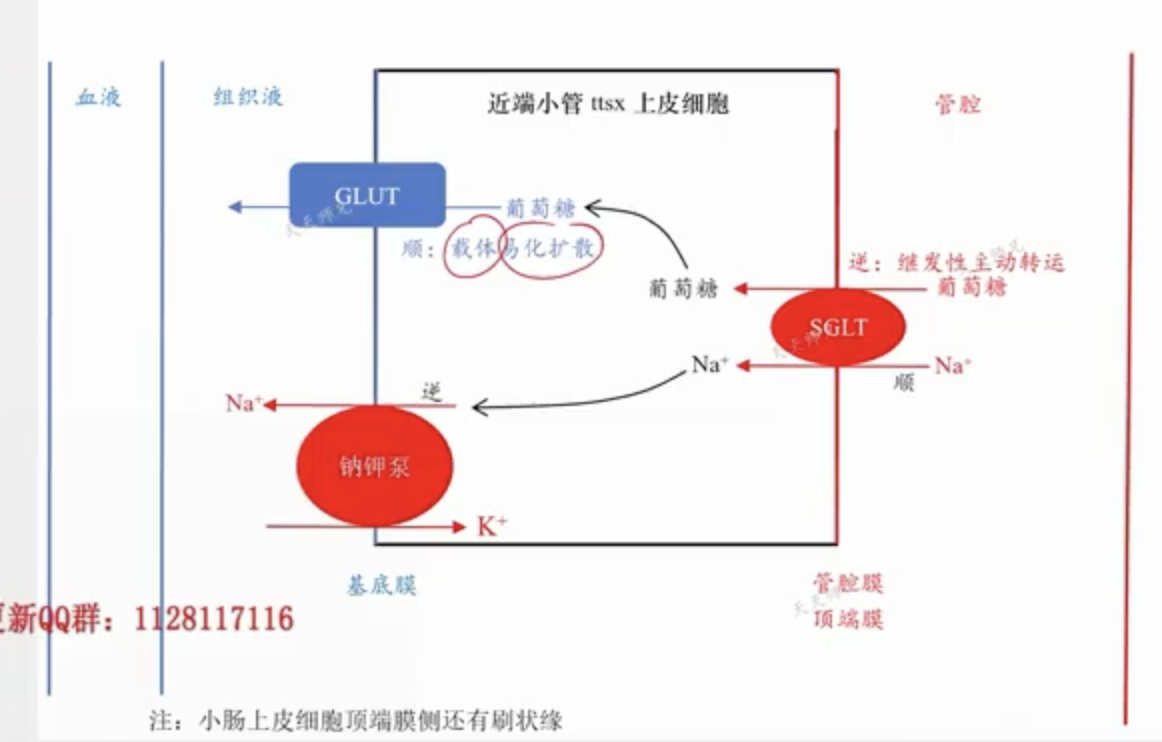 血液
组织液
近端小管 ttsx 上皮细胞
管腔
GLUT
葡萄糖
顺：载体易化扩散
逆：继发性主动转运
葡萄糖
葡萄糖
SGLT
Na⁺
Na⁺
顺
逆
Na⁺
钠钾泵
K⁺
基底膜
管腔膜
顶端膜
更新QQ群：1128117116
注：小肠上皮细胞顶端膜侧还有刷状缘